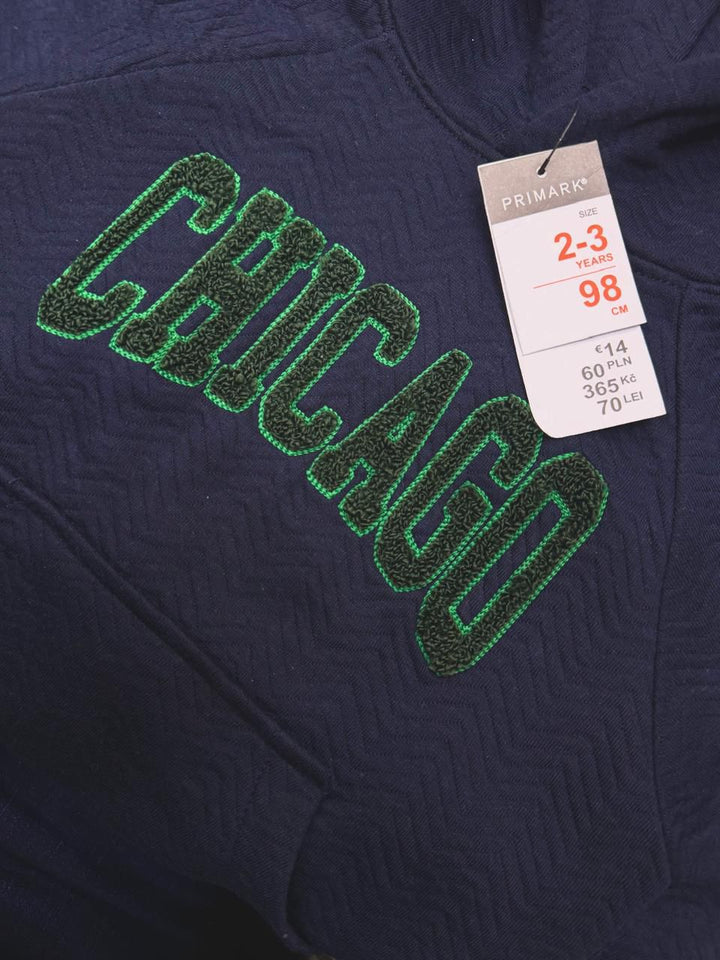 CHICAGO
PRIMARK®
SIZE
2-3
YEARS
98
CM
€14
60 PLN
365 Kč
70 LEI